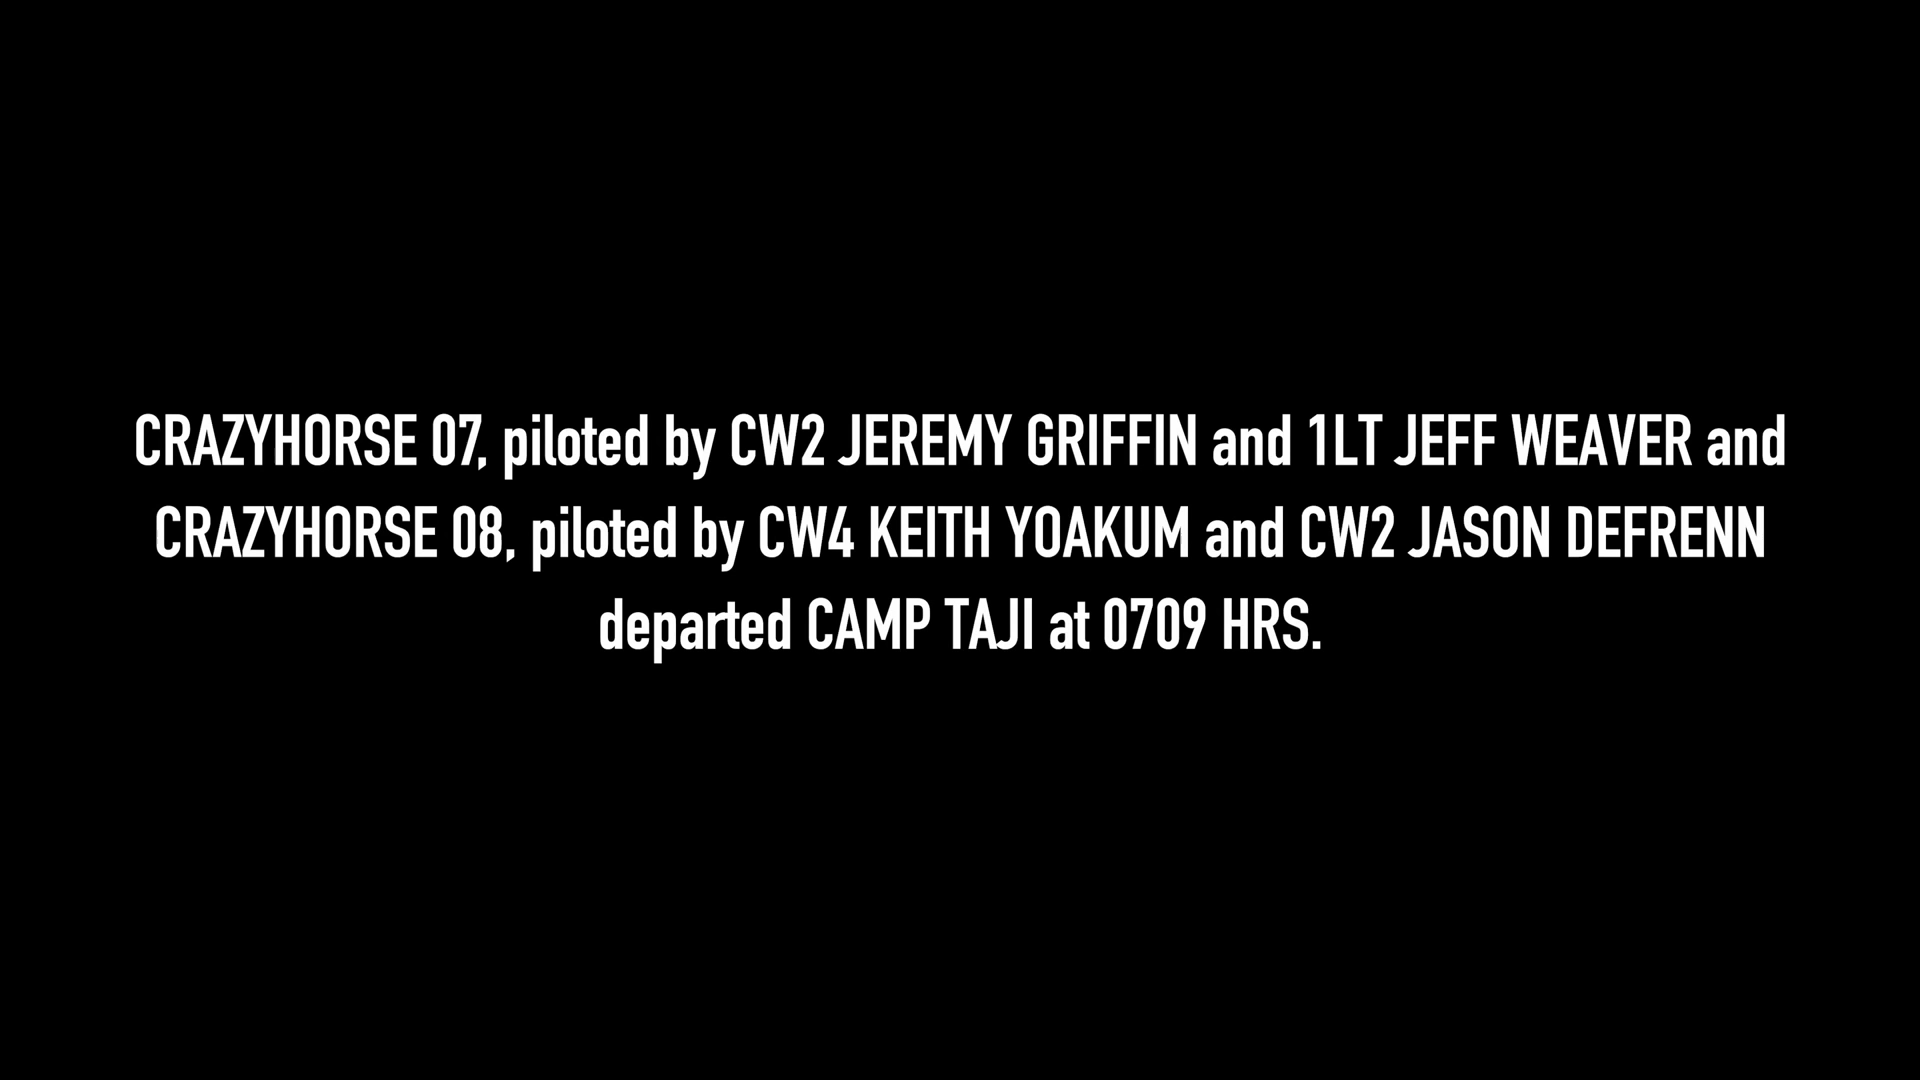 CRAZYHORSE 07, piloted by CW2 JEREMY GRIFFIN and 1LT JEFF WEAVER and
CRAZYHORSE 08, piloted by CW4 KEITH YOAKUM and CW2 JASON DEFRENN
departed CAMP TAJI at 0709 HRS.